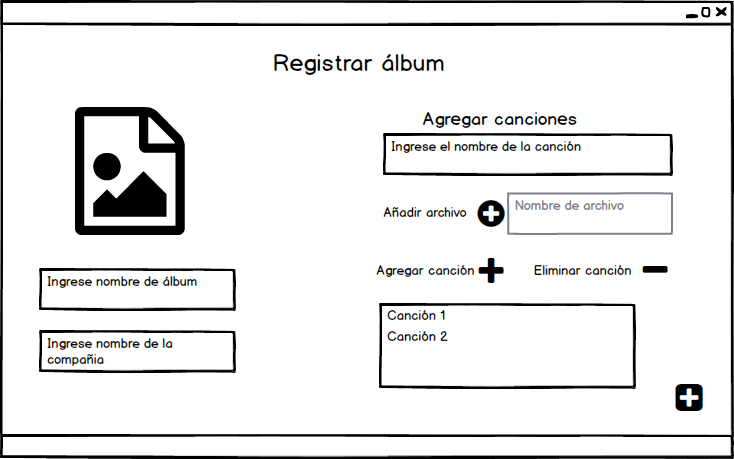 Registrar álbum
Agregar canciones
Ingrese el nombre de la canción
Añadir archivo
Nombre de archivo
Agregar canción
Eliminar canción
Canción 1
Canción 2
Ingrese nombre de álbum
Ingrese nombre de la
compañia